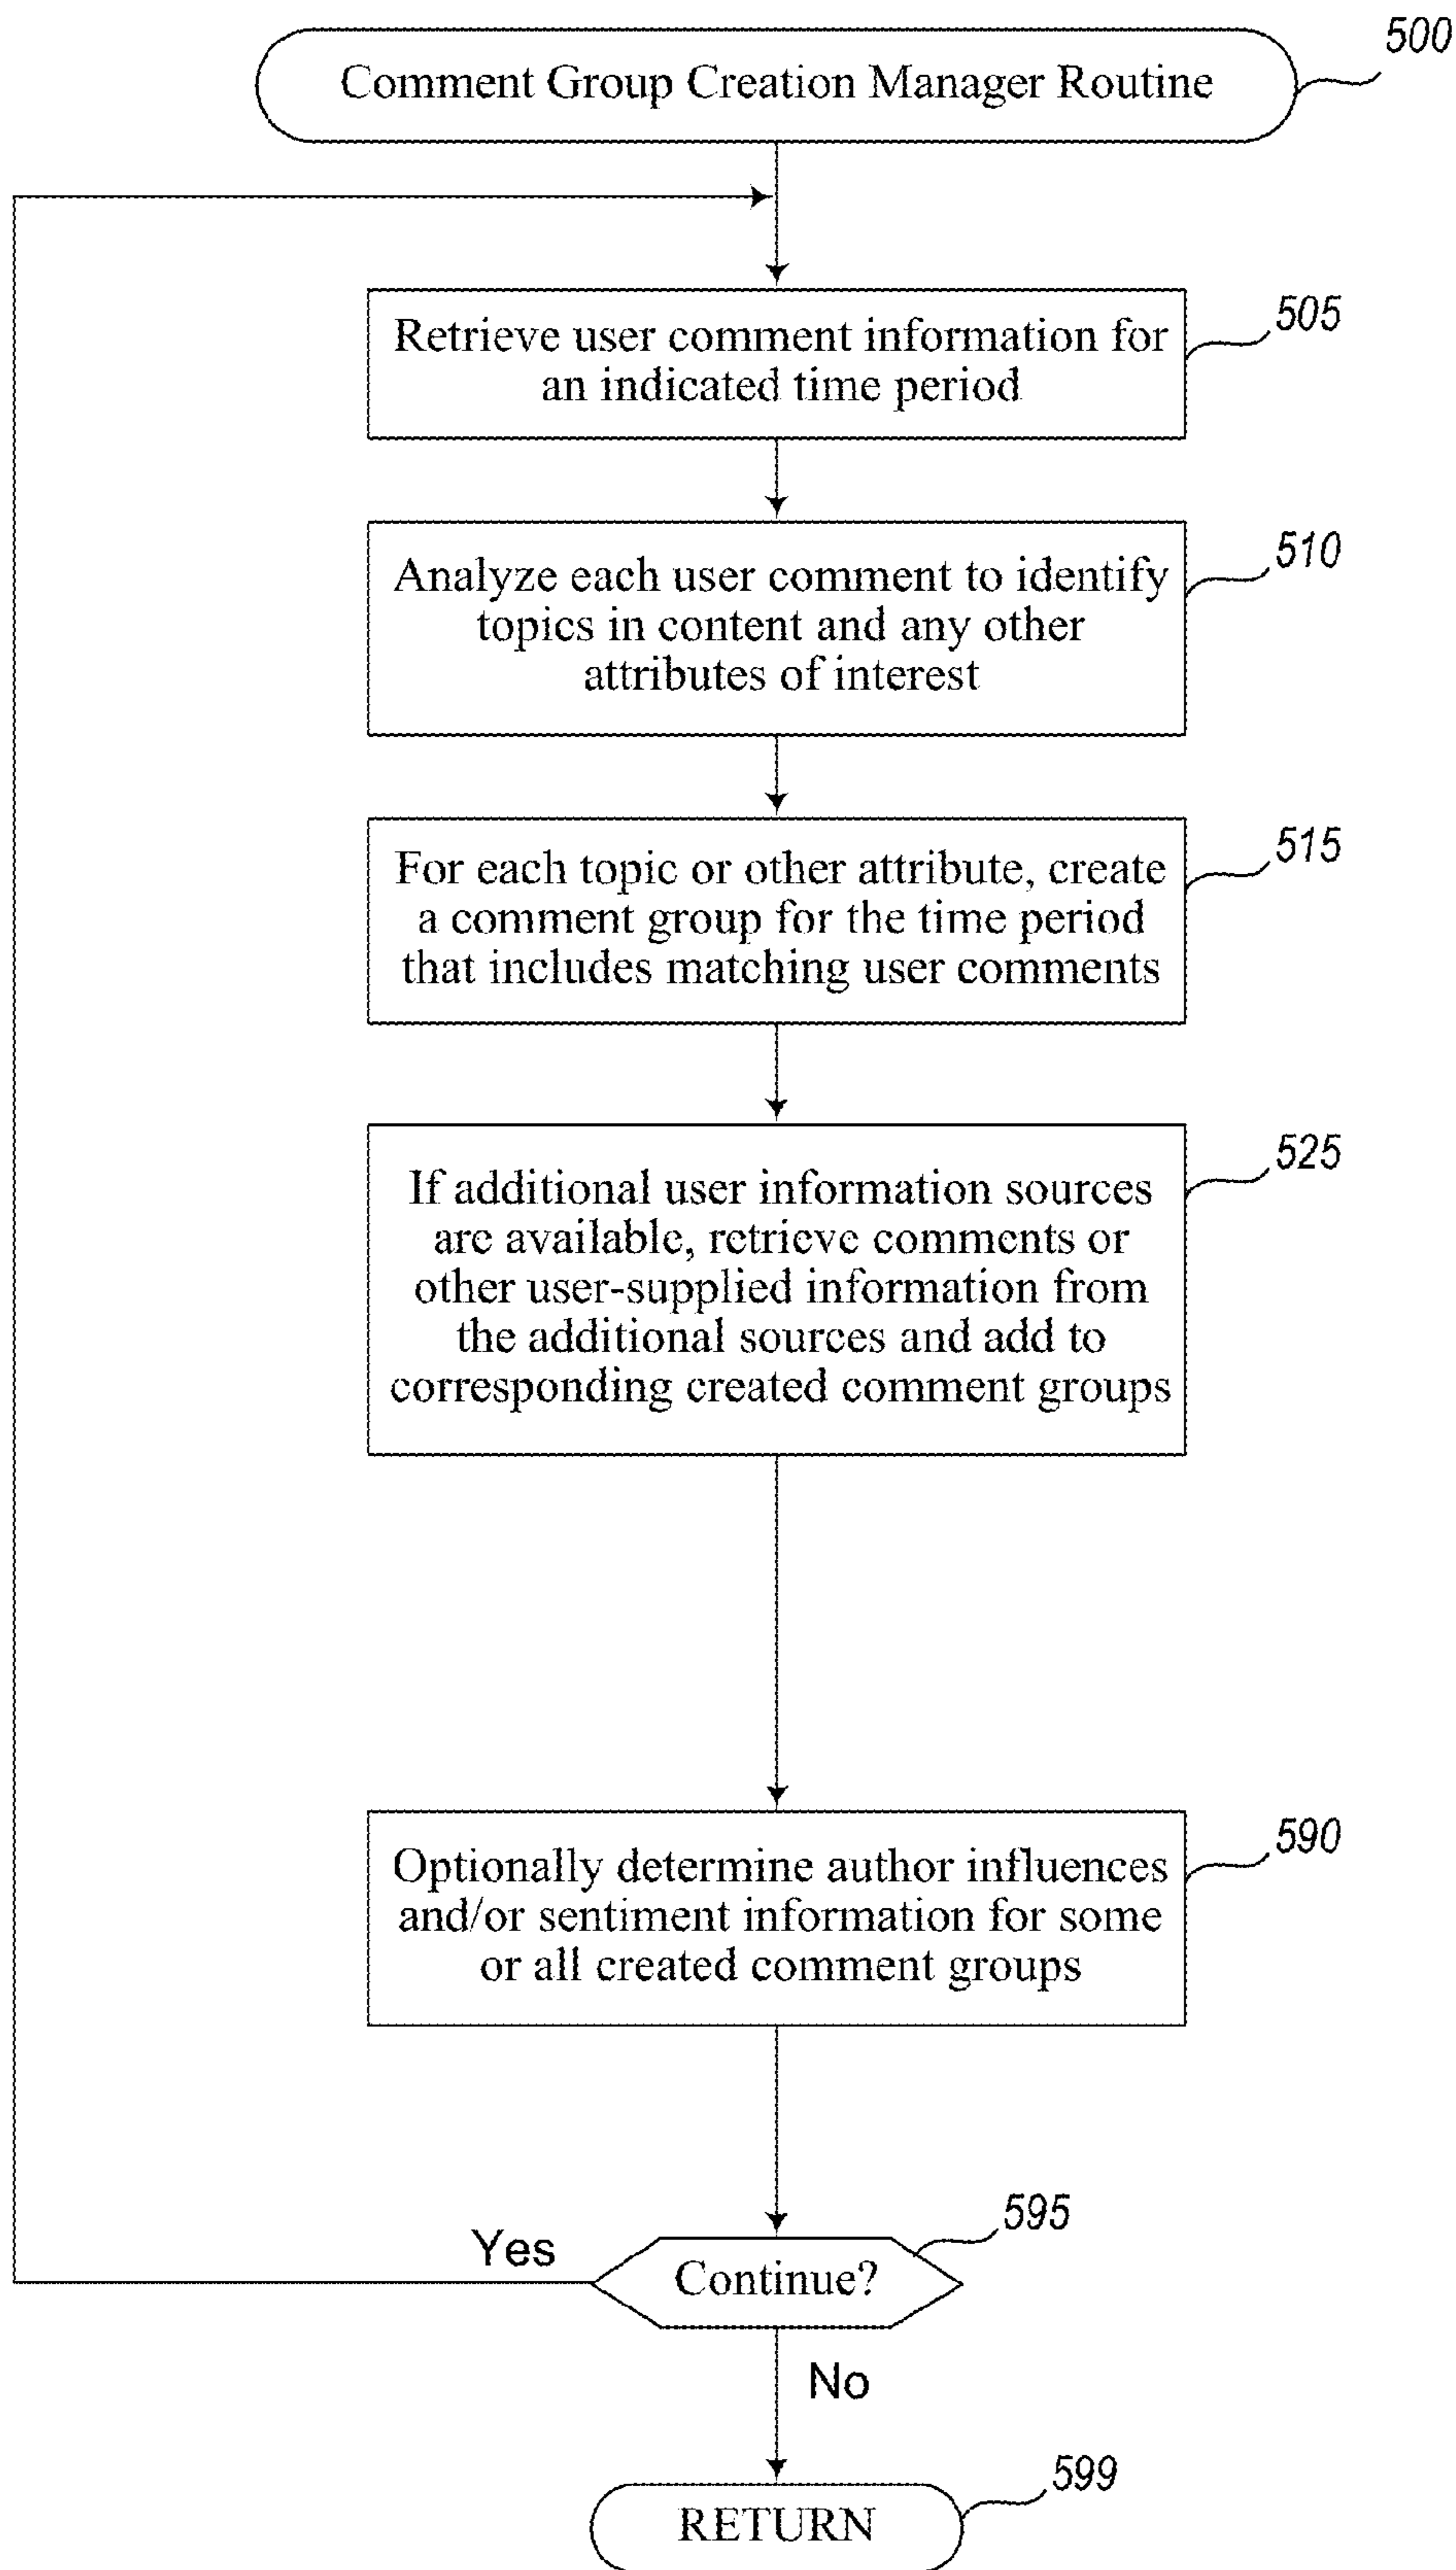 500
Comment Group Creation Manager Routine
505
Retrieve user comment information for
an indicated time period
510
Analyze each user comment to identify
topics in content and any other
attributes of interest
515
For each topic or other attribute, create
a comment group for the time period
that includes matching user comments
525
If additional user information sources
are available, retrieve comments or
other user-supplied information from
the additional sources and add to
corresponding created comment groups
590
Optionally determine author influences
and/or sentiment information for some
or all created comment groups
595
Yes
Continue?
No
599
RETURN